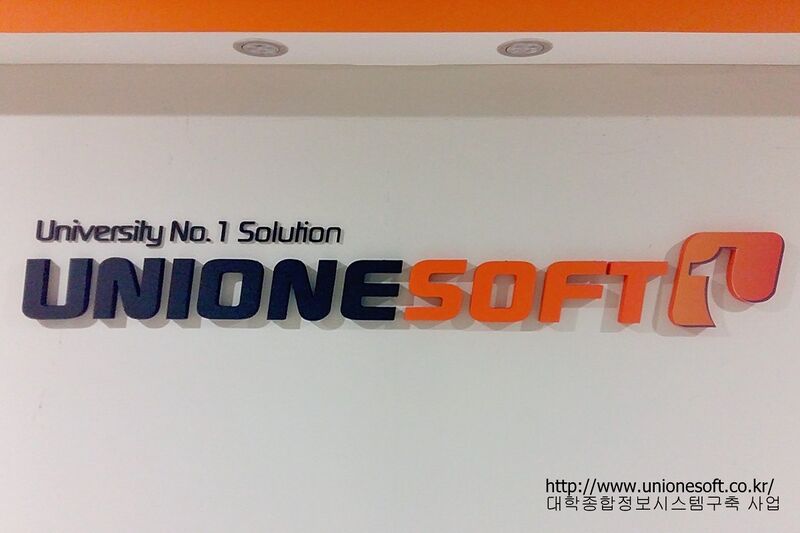 University No.1 Solution
UNIONESOFT
1
http://www.unionesoft.co.kr/
대학종합정보시스템구축 사업